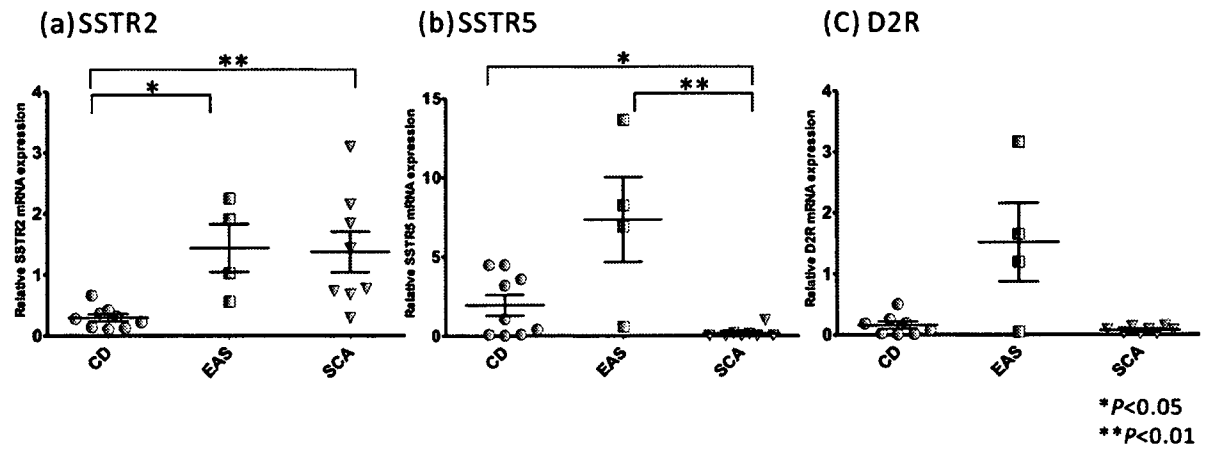 (a)SSTR2
(b)SSTR5
(C) D2R
**
*
*
**
Relative SSTR2 mRNA expression
4
3
2
1
0
CD
EAS
SCA
Relative SSTR5 mRNA expression
15
10
5
0
CD
EAS
SCA
Relative D2R mRNA expression
4
3
2
1
0
CD
EAS
SCA
*P<0.05
**P<0.01